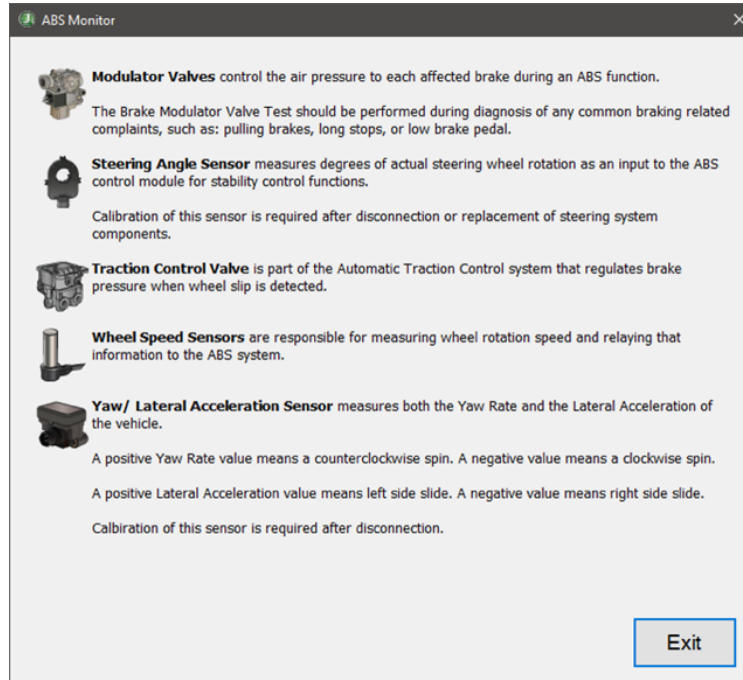 ABS Monitor
Modulator Valves control the air pressure to each affected brake during an ABS function.
The Brake Modulator Valve Test should be performed during diagnosis of any common braking related
complaints, such as: pulling brakes, long stops, or low brake pedal.
Steering Angle Sensor measures degrees of actual steering wheel rotation as an input to the ABS
control module for stability control functions.
Calibration of this sensor is required after disconnection or replacement of steering system
components.
Traction Control Valve is part of the Automatic Traction Control system that regulates brake
pressure when wheel slip is detected.
Wheel Speed Sensors are responsible for measuring wheel rotation speed and relaying that
information to the ABS system.
Yaw/ Lateral Acceleration Sensor measures both the Yaw Rate and the Lateral Acceleration of
the vehicle.
A positive Yaw Rate value means a counterclockwise spin. A negative value means a clockwise spin.
A positive Lateral Acceleration value means left side slide. A negative value means right side slide.
Calbiration of this sensor is required after disconnection.
Exit